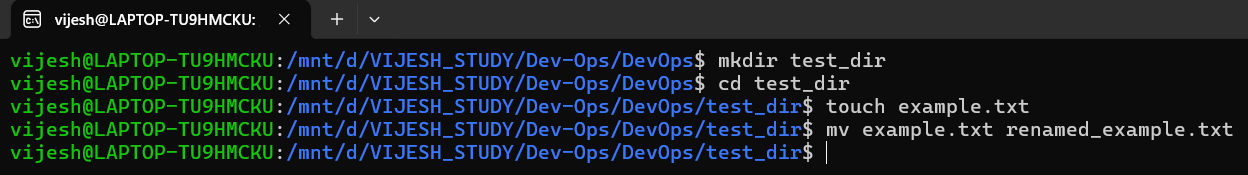 vijesh@LAPTOP-TU9HMCKU:
vijesh@LAPTOP-TU9HMCKU:/mnt/d/VIJESH_STUDY/Dev-Ops/DevOps$ mkdir test_dir
vijesh@LAPTOP-TU9HMCKU:/mnt/d/VIJESH_STUDY/Dev-Ops/DevOps$ cd test_dir
vijesh@LAPTOP-TU9HMCKU:/mnt/d/VIJESH_STUDY/Dev-Ops/DevOps/test_dir$ touch example.txt
vijesh@LAPTOP-TU9HMCKU:/mnt/d/VIJESH_STUDY/Dev-Ops/DevOps/test_dir$ mv example.txt renamed_example.txt
vijesh@LAPTOP-TU9HMCKU:/mnt/d/VIJESH_STUDY/Dev-Ops/DevOps/test_dir$